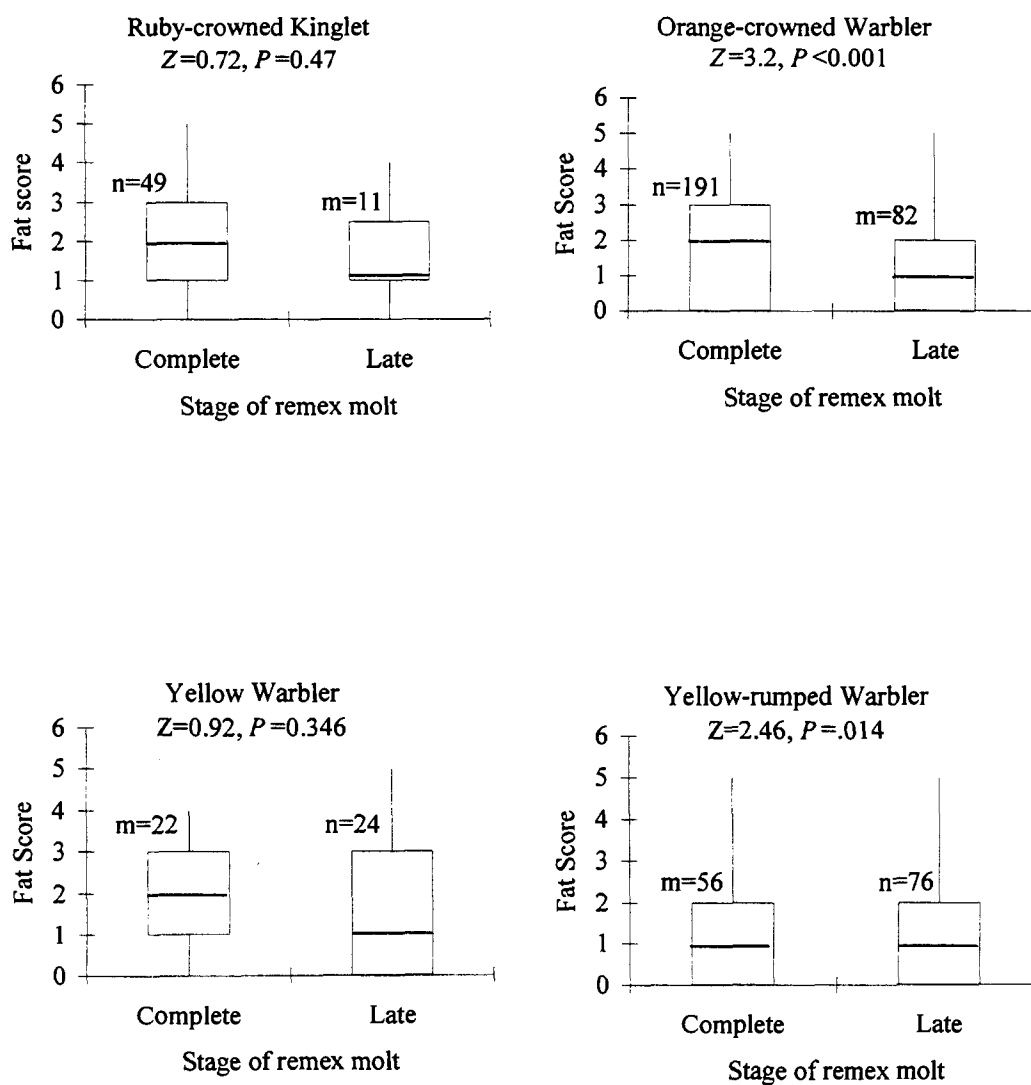 Ruby-crowned Kinglet
Z=0.72, P=0.47
Fat score
6
5
4
3
2
1
0
n=49
m=11
Complete
Late
Stage of remex molt
Orange-crowned Warbler
Z=3.2, P<0.001
Fat Score
6
5
4
3
2
1
0
n=191
m=82
Complete
Late
Stage of remex molt
Yellow Warbler
Z=0.92, P=0.346
Fat Score
6
5
4
3
2
1
0
m=22
n=24
Complete
Late
Stage of remex molt
Yellow-rumped Warbler
Z=2.46, P=.014
Fat Score
6
5
4
3
2
1
0
m=56
n=76
Complete
Late
Stage of remex molt